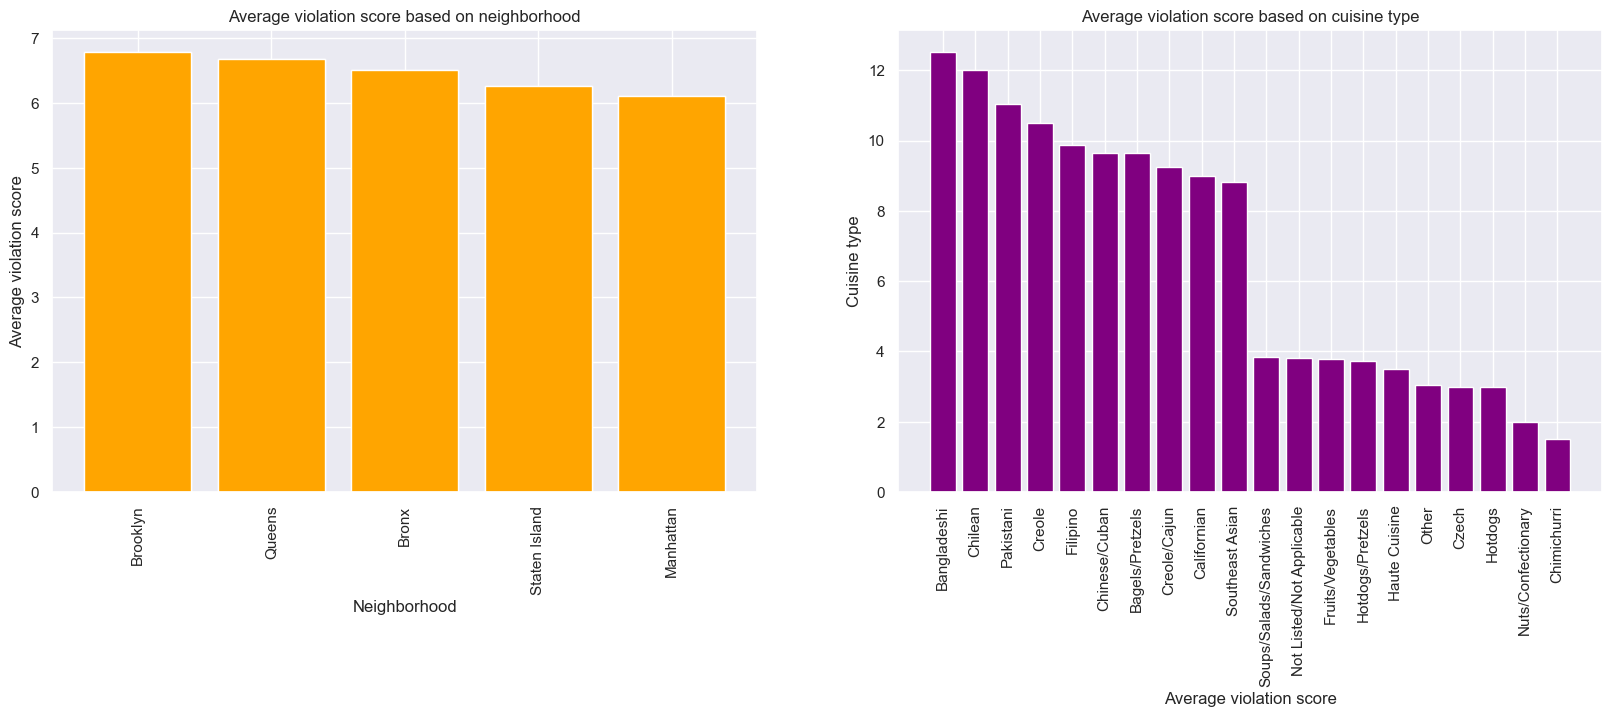 Average violation score based on neighborhood
Average violation score
7
6
5
4
3
2
1
0
Brooklyn
Queens
Bronx
Staten Island
Manhattan
Neighborhood
Average violation score based on cuisine type
Cuisine type
12
10
8
6
4
2
0
Bangladeshi
Chilean
Pakistani
Creole
Filipino
Chinese/Cuban
Bagels/Pretzels
Creole/Cajun
Californian
Southeast Asian
Soups/Salads/Sandwiches
Not Listed/Not Applicable
Fruits/Vegetables
Hotdogs/Pretzels
Haute Cuisine
Other
Czech
Hotdogs
Nuts/Confectionary
Chimichurri
Average violation score